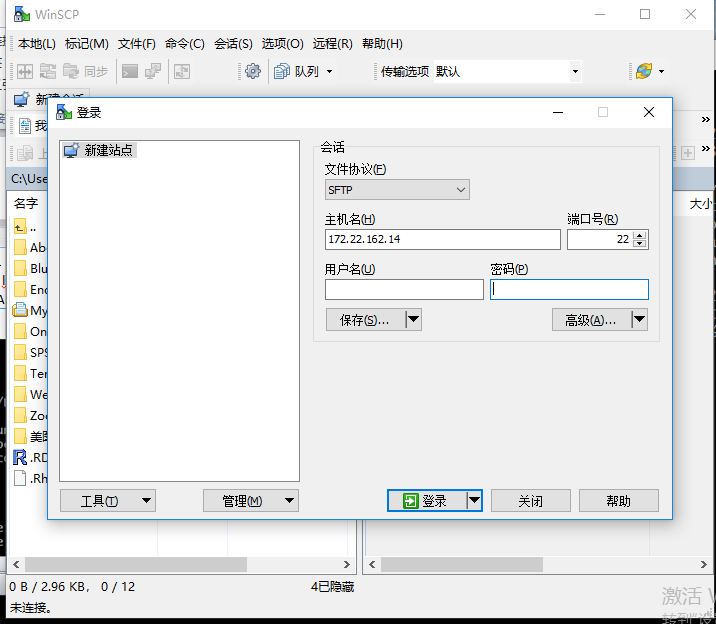 WinSCP
本地(L) 标记(M) 文件(F) 命令(C) 会话(S) 选项(O) 远程(R) 帮助(H)
同步 队列 传输选项 默认
新建会话
登录
我
上
新建站点
会话
文件协议(F)
SFTP
主机名(H) 端口号(R)
172.22.162.14 22
用户名(U) 密码(P)
保存(S)... 高级(A)...
工具(T) 管理(M) 登录 关闭 帮助
C:\Use
名字 大小
..
Ab
Blu
Enc
My
On
SPS
Ter
We
Zo
美
.RD
.Rh
0 B / 2.96 KB, 0 / 12 4已隐藏
未连接。
激活 W
转到"设